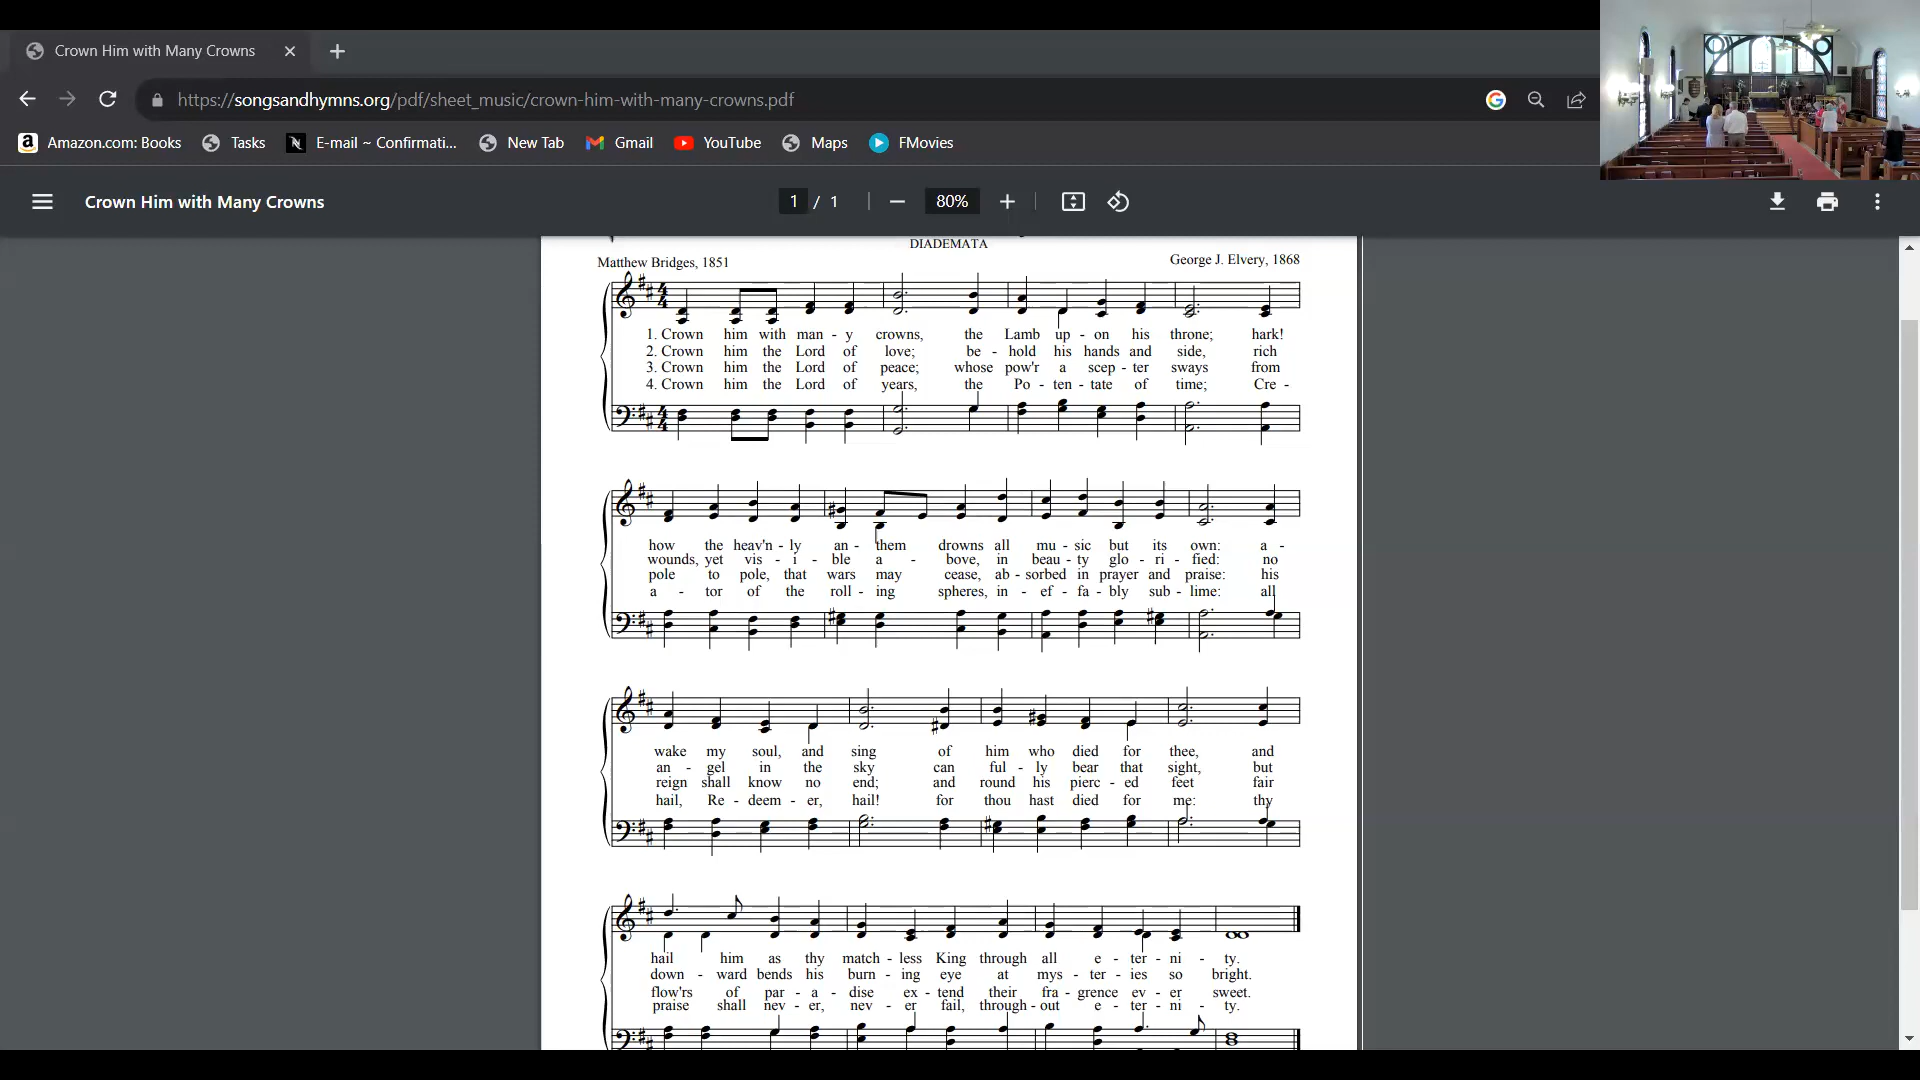 Crown Him with Many Crowns
https://songsandhymns.org/pdf/sheet_music/crown-him-with-many-crowns.pdf
Amazon.com: Books Tasks E-mail ~ Confirmati... New Tab Gmail YouTube Maps FMovies
Crown Him with Many Crowns 1 / 1 80%
DIADEMATA
Matthew Bridges, 1851 George J. Elvery, 1868
1. Crown him with man - y crowns, the Lamb up - on his throne; hark!
2. Crown him the Lord of love; be - hold his hands and side, rich
3. Crown him the Lord of peace; whose pow'r a scep - ter sways from
4. Crown him the Lord of years, the Po - ten - tate of time; Cre -
how the heav'n - ly an - them drowns all mu - sic but its own: a -
wounds, yet vis - i - ble a - bove, in beau - ty glo - ri - fied: no
pole to pole, that wars may cease, ab - sorbed in prayer and praise: his
a - tor of the roll - ing spheres, in - ef - fa - bly sub - lime: all
wake my soul, and sing of him who died for thee, and
an - gel in the sky can ful - ly bear that sight, but
reign shall know no end; and round his pierc - ed feet fair
hail, Re - deem - er, hail! for thou hast died for me: thy
hail him as thy match - less King through all e - ter - ni - ty.
down - ward bends his burn - ing eye at mys - ter - ies so bright.
flow'rs of par - a - dise ex - tend their fra - grence ev - er sweet.
praise shall nev - er, nev - er fail, through - out e - ter - ni - ty.